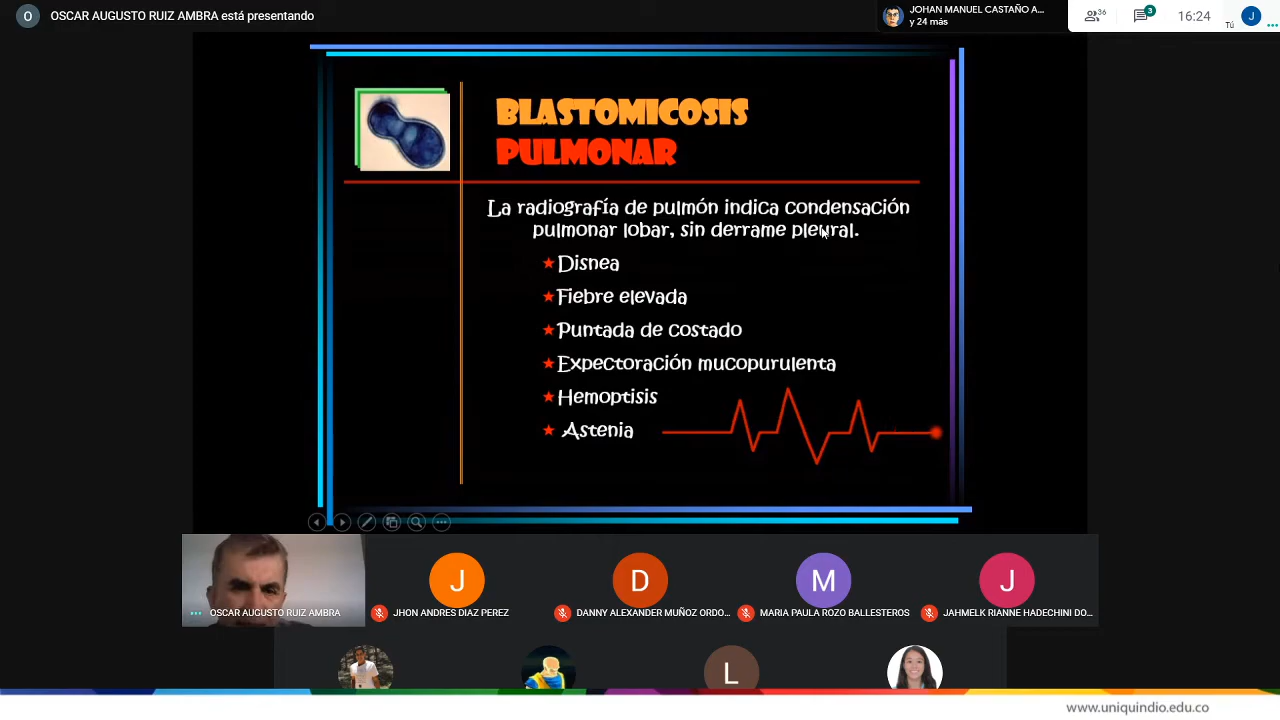 O OSCAR AUGUSTO RUIZ AMBRA está presentando
JOHAN MANUEL CASTAÑO A...
y 24 más
36
3
16:24
Tú
J
BLASTOMICOSIS
PULMONAR
La radiografía de pulmón indica condensación
pulmonar lobar, sin derrame pleural.
Disnea
Fiebre elevada
Puntada de costado
Expectoración mucopurulenta
Hemoptisis
Astenia
J
D
M
J
OSCAR AUGUSTO RUIZ AMBRA
JHON ANDRES DIAZ PEREZ
DANNY ALEXANDER MUÑOZ ORDO...
MARIA PAULA ROZO BALLESTEROS
JAHMELK RIANNE HADECHINI DO...
L
www.uniquindio.edu.co